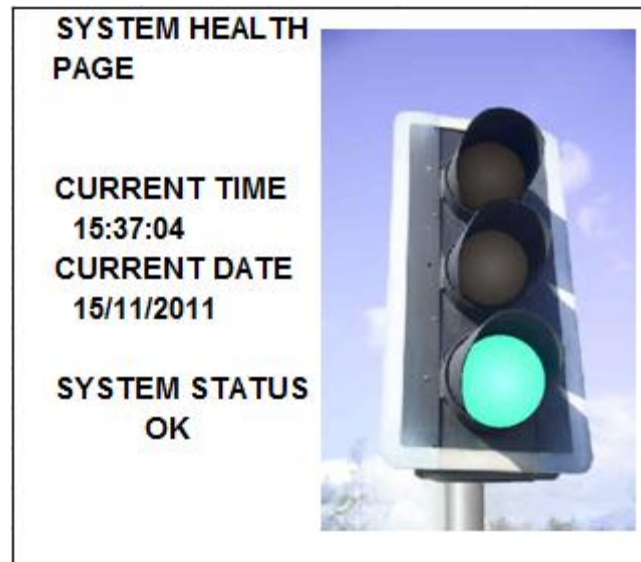 SYSTEM HEALTH
PAGE
CURRENT TIME
15:37:04
CURRENT DATE
15/11/2011
SYSTEM STATUS
OK